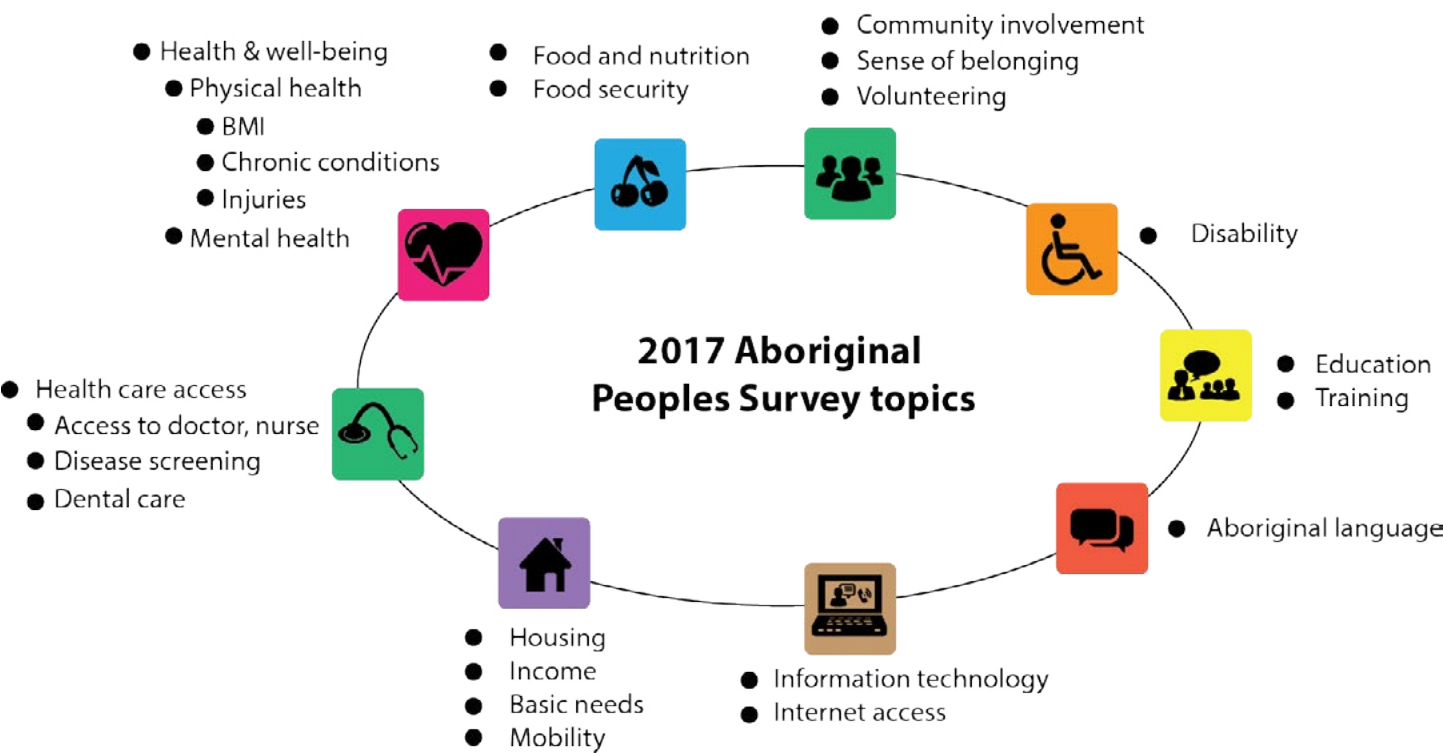 2017 Aboriginal
Peoples Survey topics
● Health & well-being
● Physical health
● BMI
● Chronic conditions
● Injuries
● Mental health
● Food and nutrition
● Food security
● Community involvement
● Sense of belonging
● Volunteering
● Disability
● Education
● Training
● Aboriginal language
● Information technology
● Internet access
● Housing
● Income
● Basic needs
● Mobility
● Health care access
● Access to doctor, nurse
● Disease screening
● Dental care